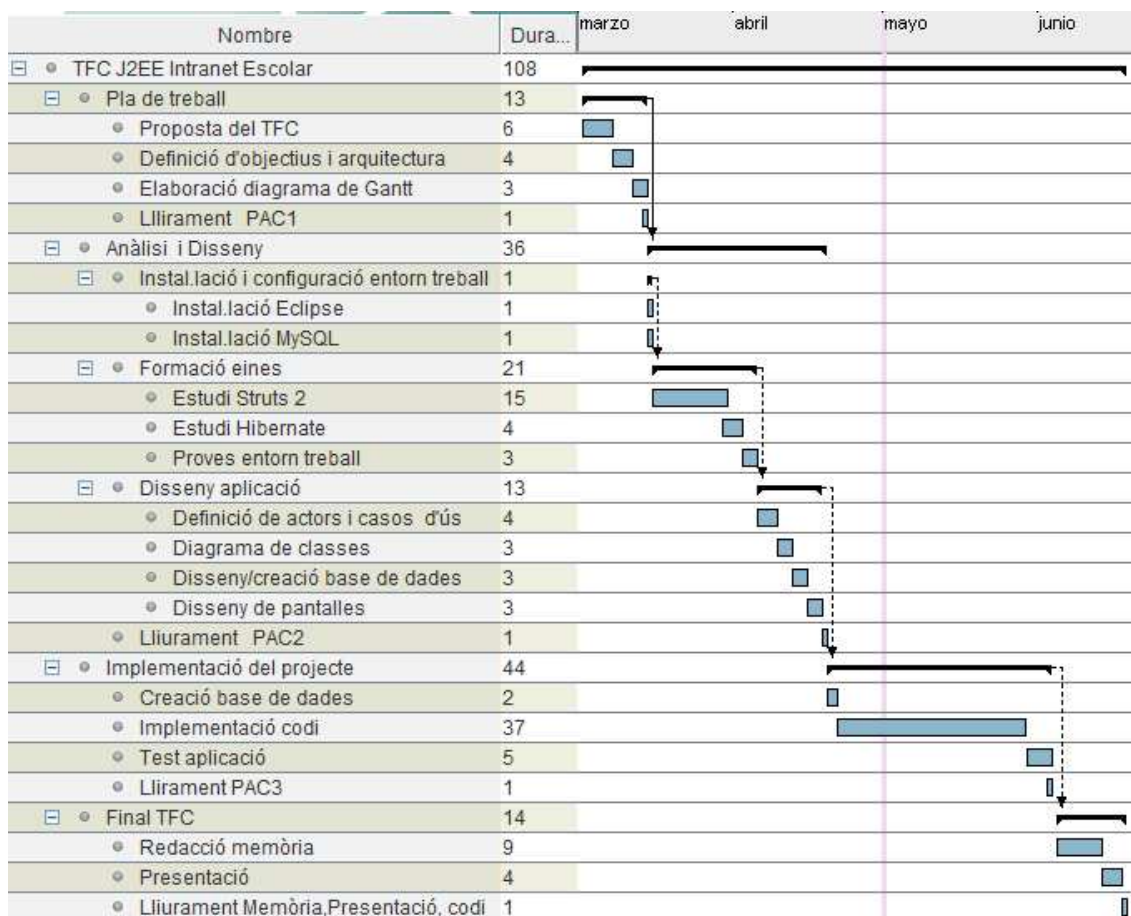 Nombre Dura... marzo abril mayo junio
TFC J2EE Intranet Escolar 108
Pla de treball 13
Proposta del TFC 6
Definició d'objectius i arquitectura 4
Elaboració diagrama de Gantt 3
Lllirament PAC1 1
Anàlisi i Disseny 36
Instal.lació i configuració entorn treball 1
Instal.lació Eclipse 1
Instal.lació MySQL 1
Formació eines 21
Estudi Struts 2 15
Estudi Hibernate 4
Proves entorn treball 3
Disseny aplicació 13
Definició de actors i casos d'ús 4
Diagrama de classes 3
Disseny/creació base de dades 3
Disseny de pantalles 3
Lliurament PAC2 1
Implementació del projecte 44
Creació base de dades 2
Implementació codi 37
Test aplicació 5
Llirament PAC3 1
Final TFC 14
Redacció memòria 9
Presentació 4
Lliurament Memòria,Presentació, codi 1